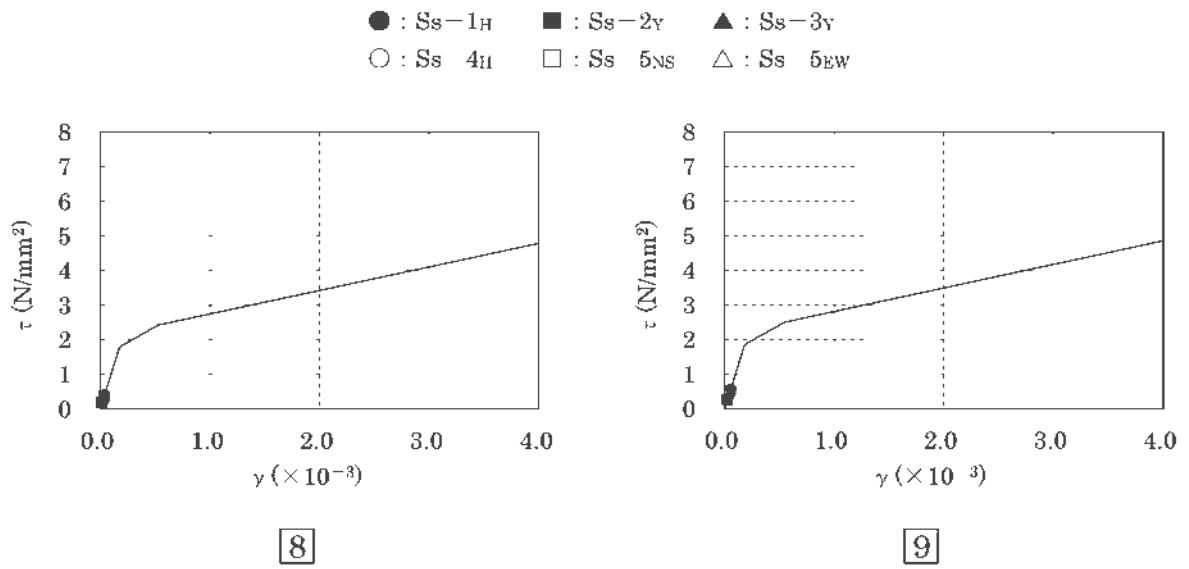 ● : Ss－1H ■ : Ss－2Y ▲ : Ss－3Y
○ : Ss 4H □ : Ss 5NS △ : Ss 5EW
8
7
6
5
4
3
2
1
0
τ (N/mm²)
0.0 1.0 2.0 3.0 4.0
γ (×10⁻³)
8
8
7
6
5
4
3
2
1
0
τ (N/mm²)
0.0 1.0 2.0 3.0 4.0
γ (×10 ³)
9